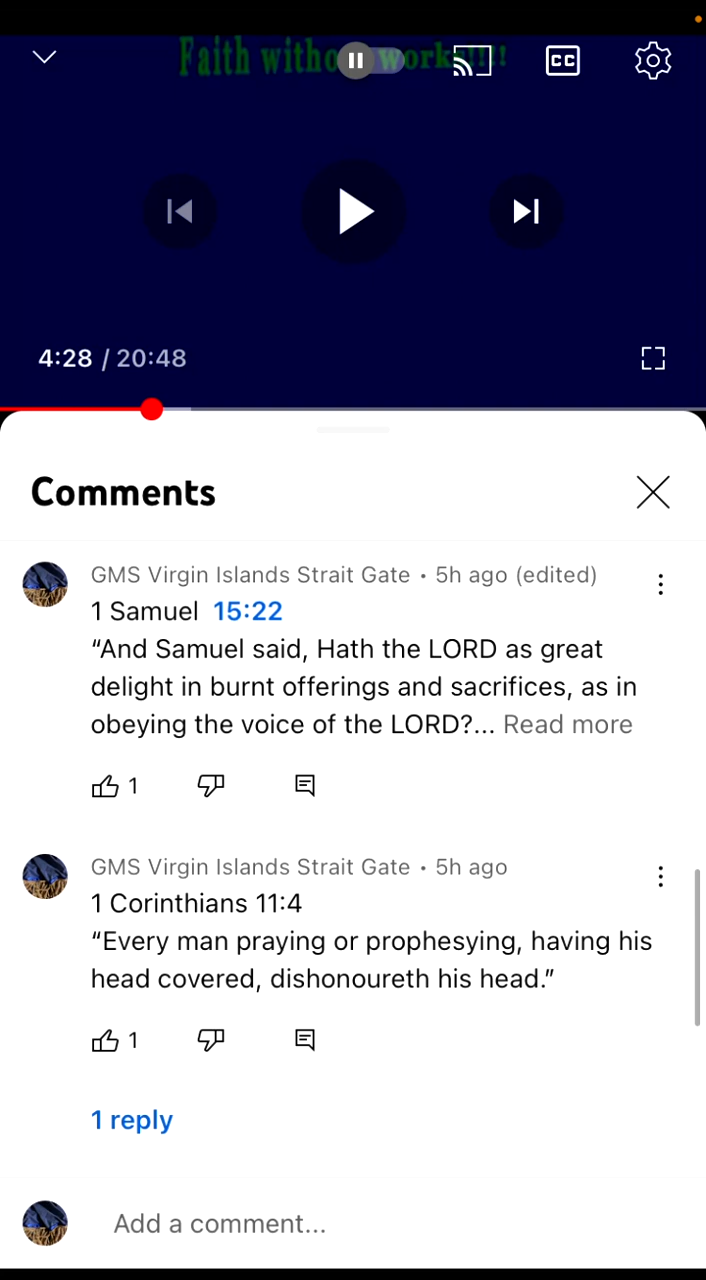 Faith witho works!!!!
CC
4:28 / 20:48
Comments
GMS Virgin Islands Strait Gate • 5h ago (edited)
1 Samuel 15:22
“And Samuel said, Hath the LORD as great
delight in burnt offerings and sacrifices, as in
obeying the voice of the LORD?... Read more
1
GMS Virgin Islands Strait Gate • 5h ago
1 Corinthians 11:4
“Every man praying or prophesying, having his
head covered, dishonoureth his head.”
1
1 reply
Add a comment...